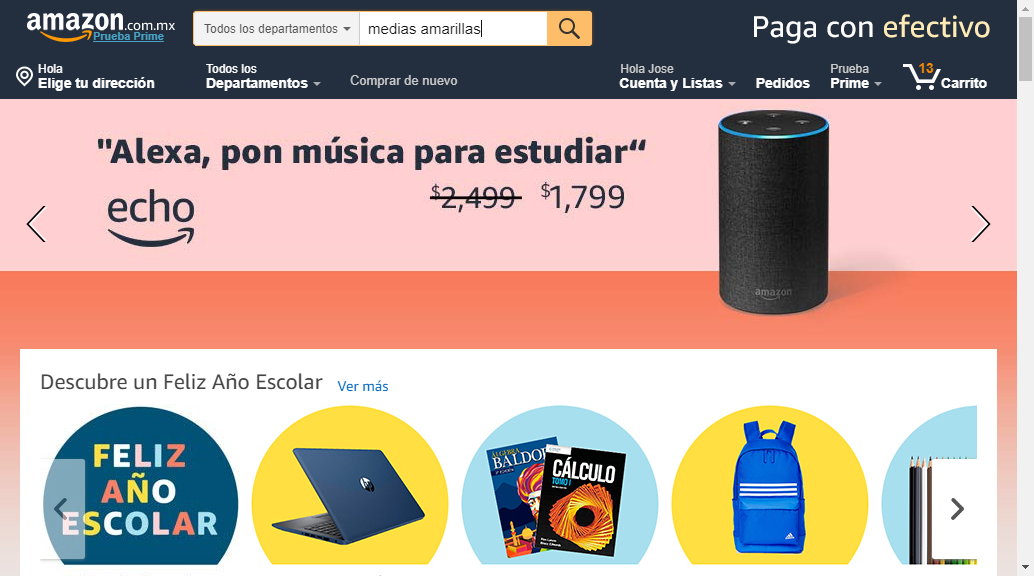 amazon.com.mx
Prueba Prime
Todos los departamentos
medias amarillas
Paga con efectivo
Hola
Elige tu dirección
Todos los
Departamentos
Comprar de nuevo
Hola Jose
Cuenta y Listas
Pedidos
Prueba
Prime
13
Carrito
"Alexa, pon música para estudiar“
echo
$2,499 $1,799
amazon
Descubre un Feliz Año Escolar Ver más
FELIZ
AÑO
ESCOLAR
hp
ÁLGEBRA
BALDOR
CÁLCULO
TOMO I
adidas